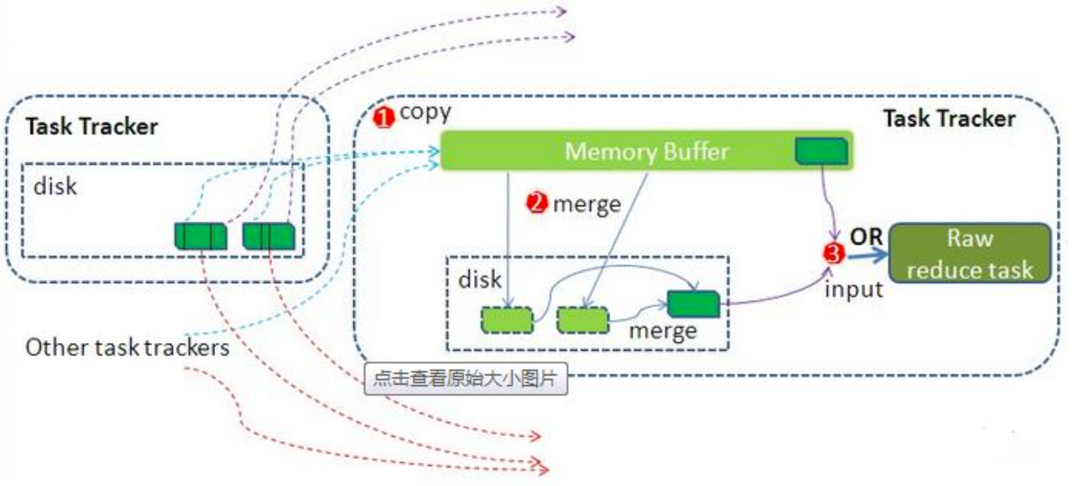 1 copy
Task Tracker
Task Tracker
Memory Buffer
disk
2 merge
OR
Raw
reduce task
3
input
disk
merge
Other task trackers
点击查看原始大小图片